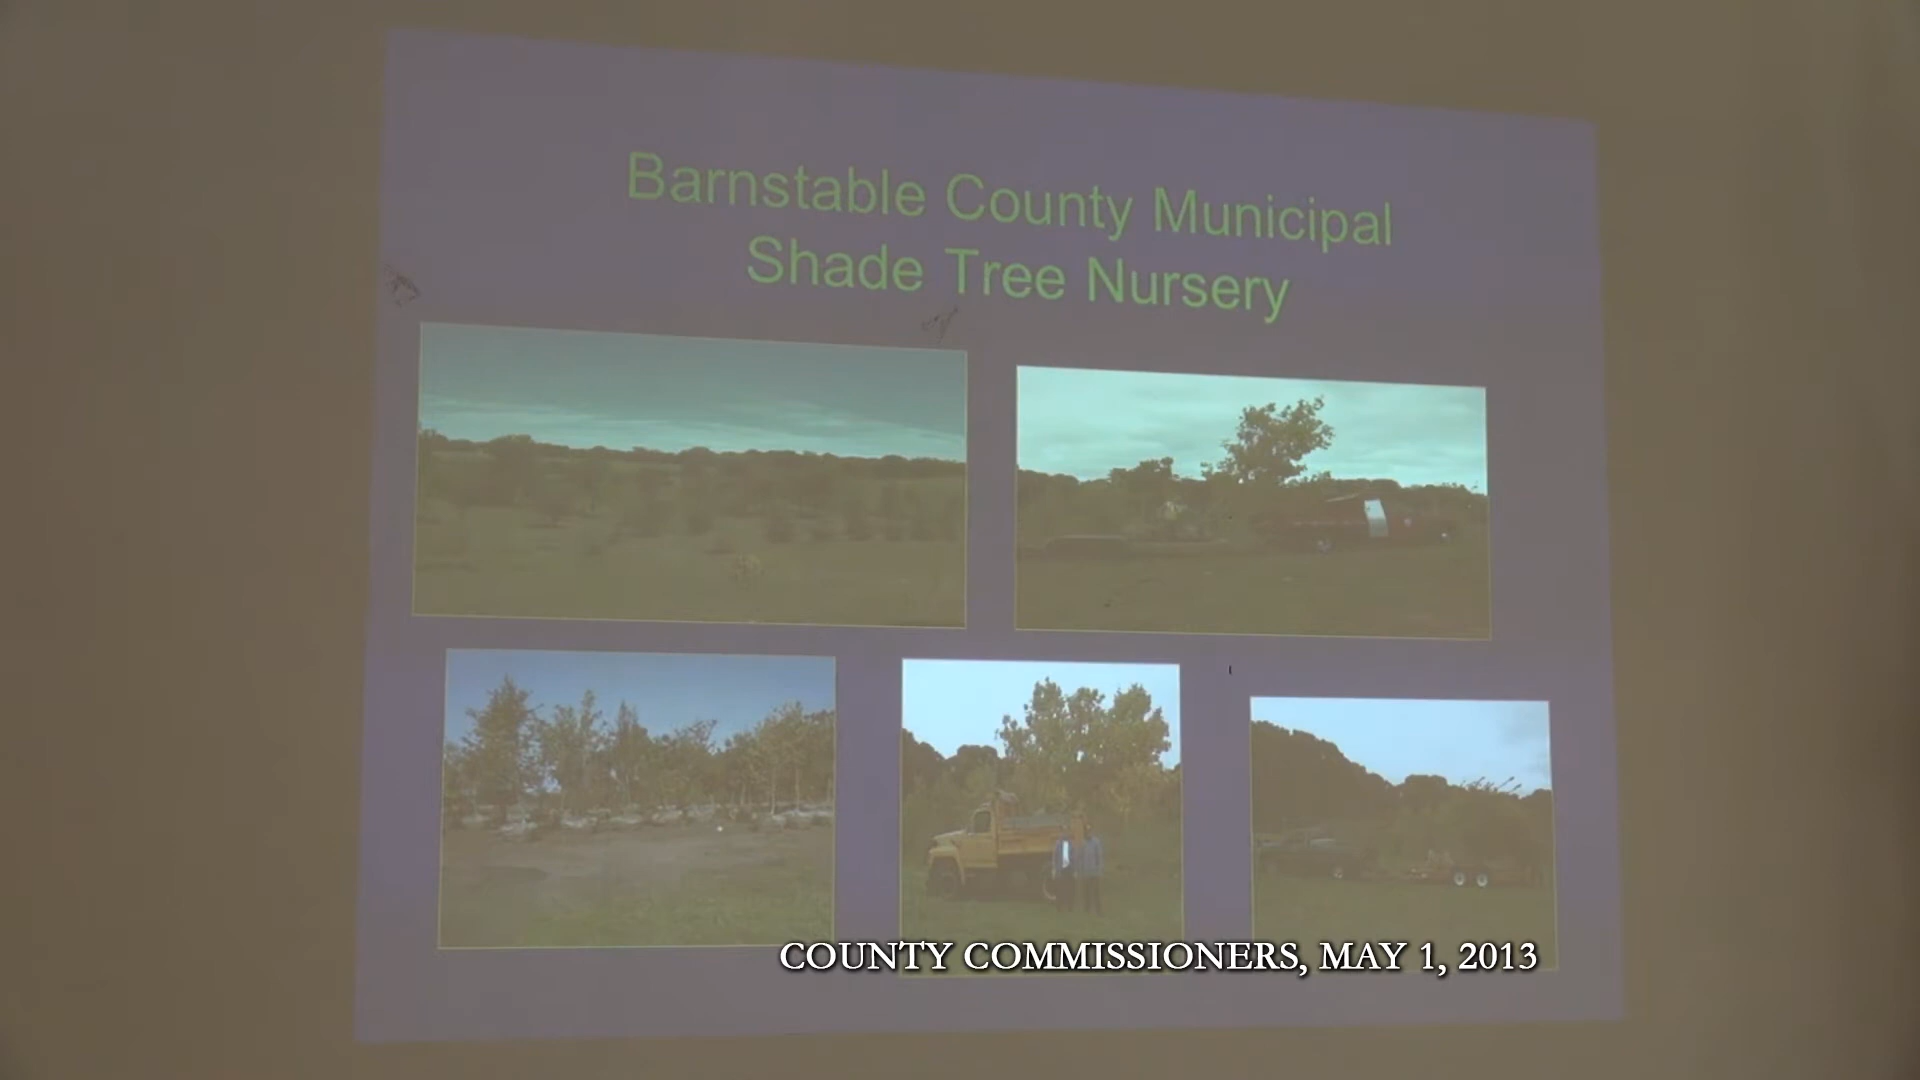 Barnstable County Municipal
Shade Tree Nursery
COUNTY COMMISSIONERS, MAY 1, 2013